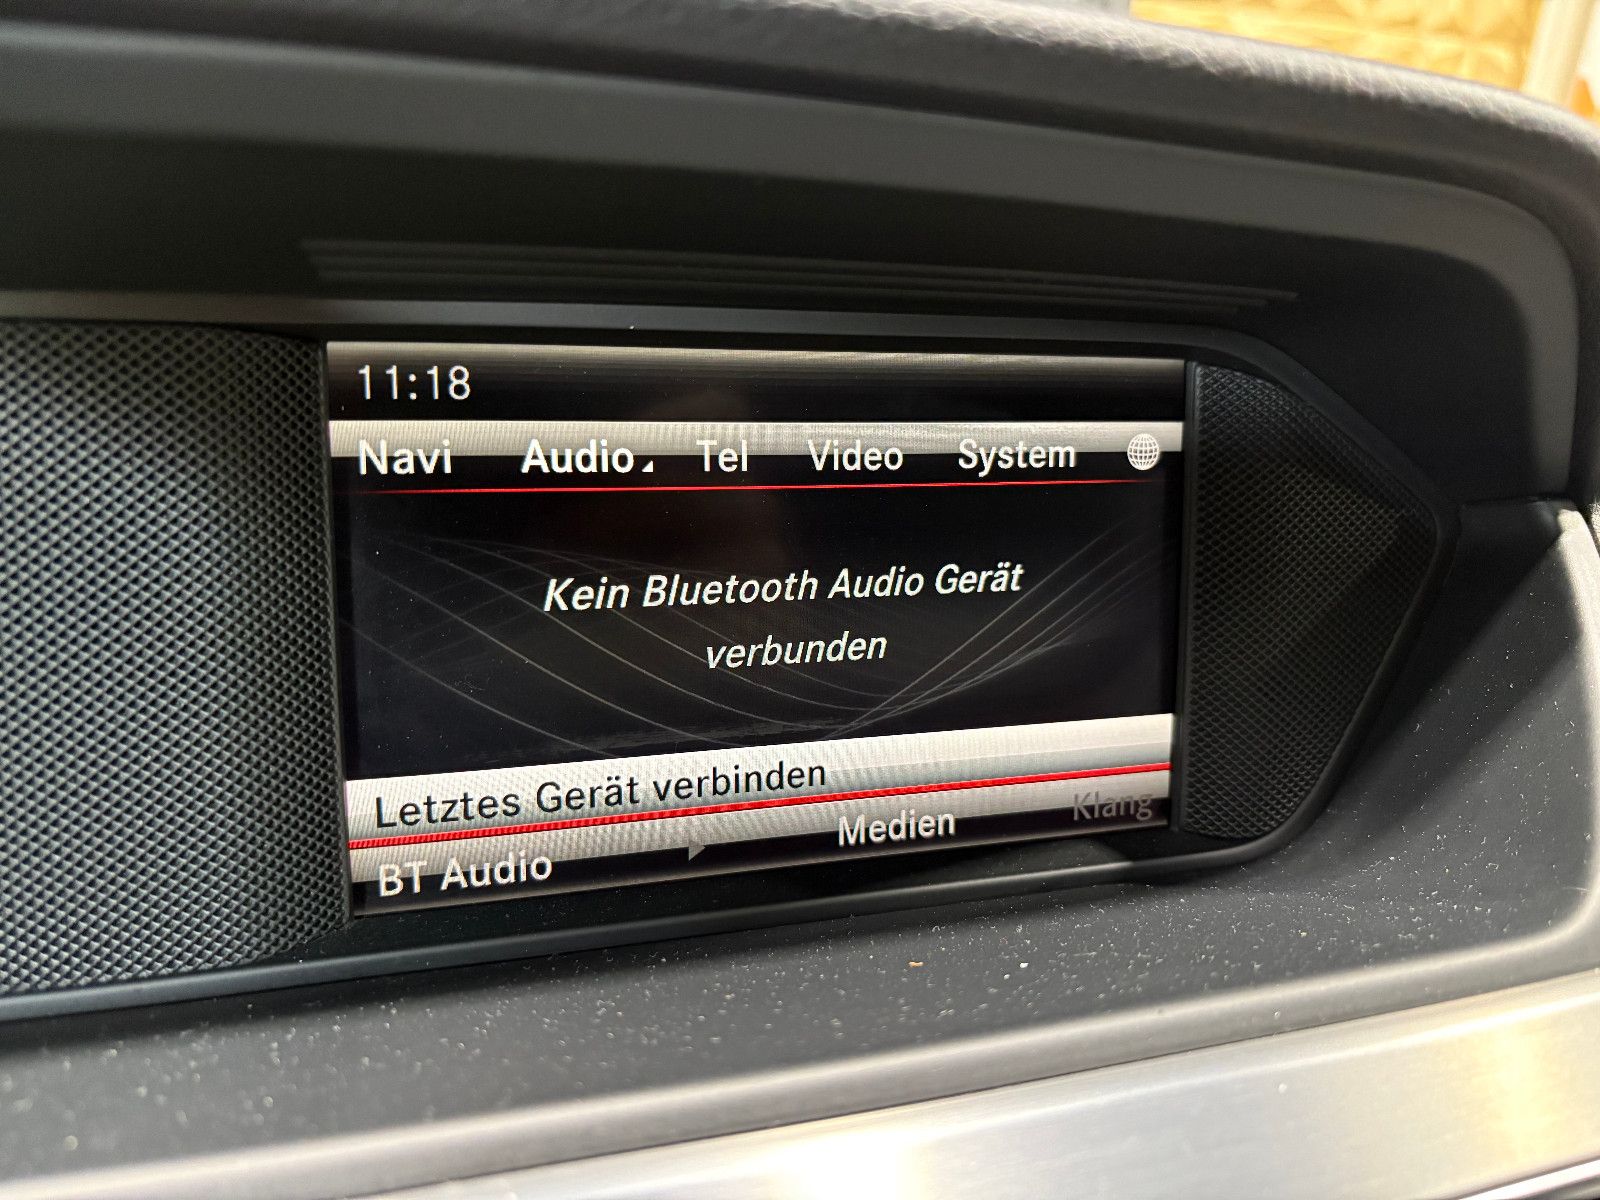 11:18
Navi Audio Tel Video System
Kein Bluetooth Audio Gerät
verbunden
Letztes Gerät verbinden
BT Audio Medien Klang